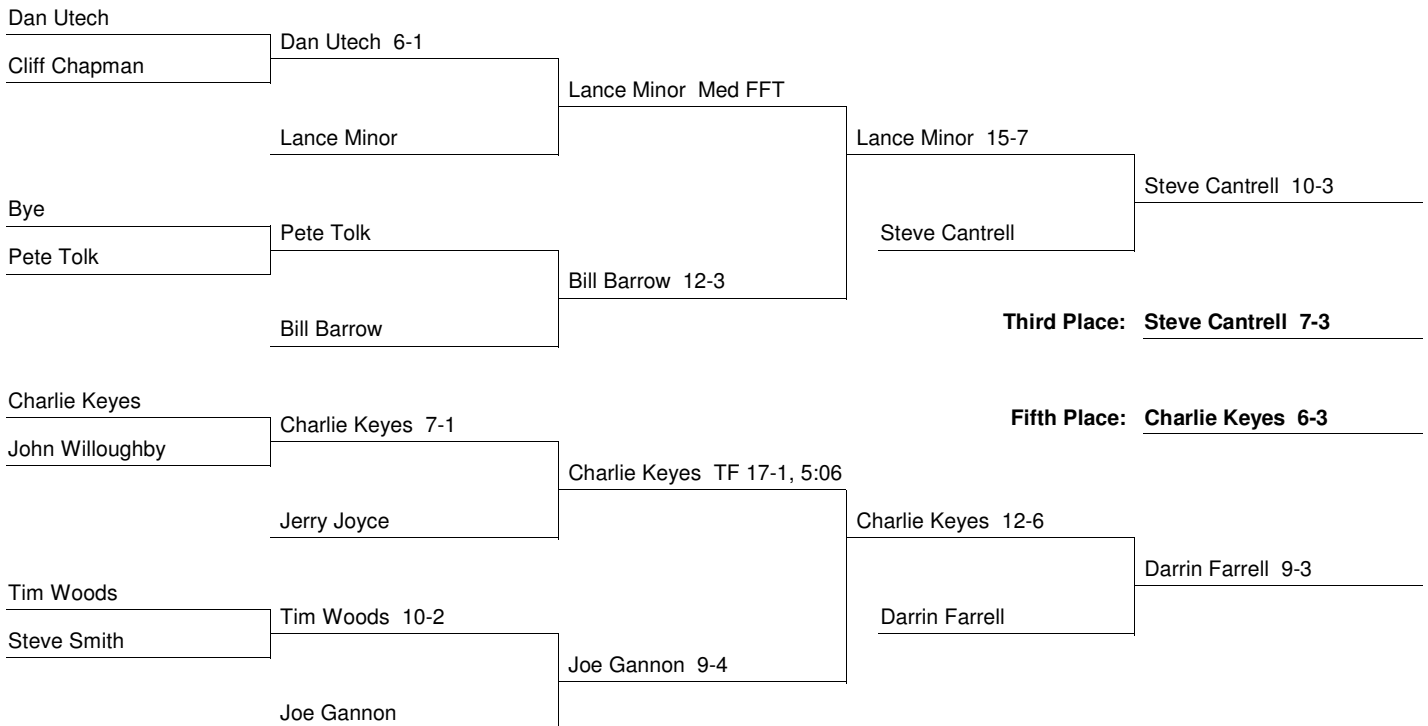 Dan Utech
Dan Utech 6-1
Cliff Chapman
Lance Minor Med FFT
Lance Minor
Lance Minor 15-7
Steve Cantrell 10-3
Bye
Pete Tolk
Steve Cantrell
Pete Tolk
Bill Barrow 12-3
Bill Barrow
Third Place: Steve Cantrell 7-3
Charlie Keyes
Charlie Keyes 7-1
Fifth Place: Charlie Keyes 6-3
John Willoughby
Charlie Keyes TF 17-1, 5:06
Jerry Joyce
Charlie Keyes 12-6
Darrin Farrell 9-3
Tim Woods
Tim Woods 10-2
Darrin Farrell
Steve Smith
Joe Gannon 9-4
Joe Gannon